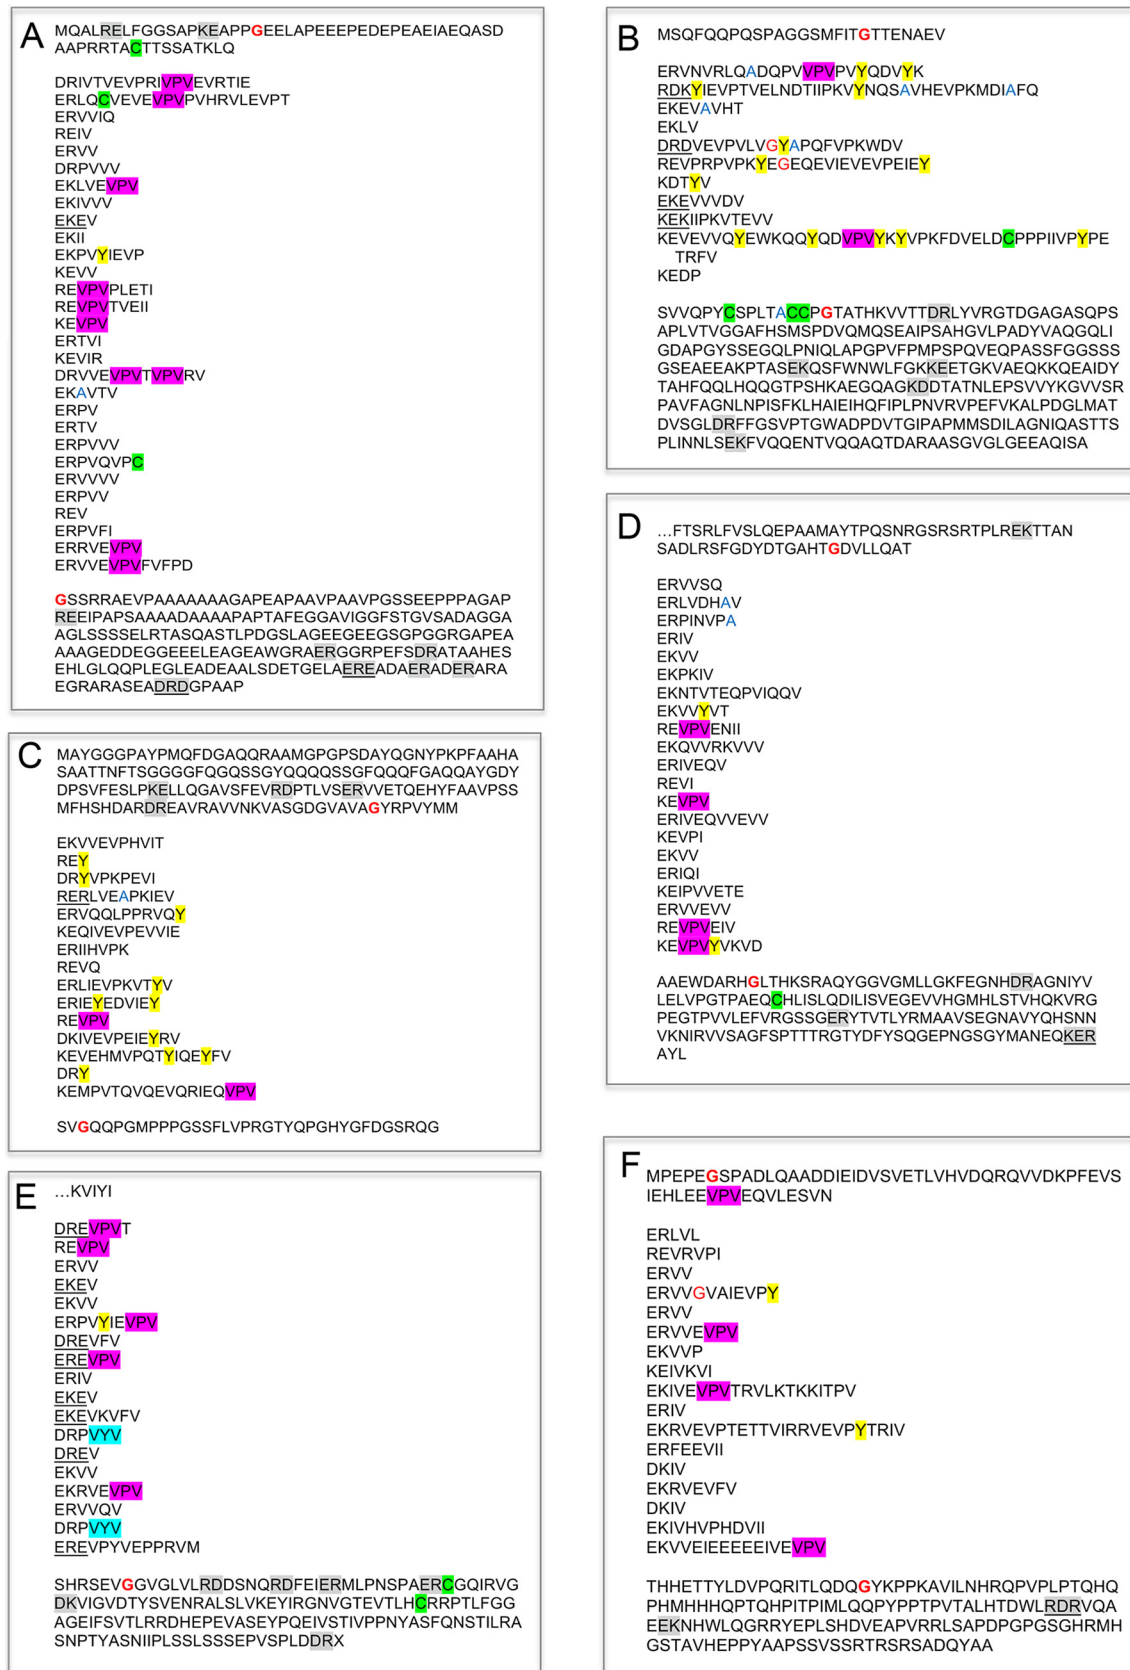 A
MQALRELFGGSAPKEAPPGEELAPEEEPEDEPEAEIAEQASD
AAPRRTACTTSSATKLQ
DRIVTVEVPRIVPVEVRTIE
ERLQCVEVEVPVPVHRVLEVPT
ERVVIQ
REIV
ERVV
DRPVVV
EKLVEVPV
EKIVVV
EKEV
EKII
EKPVYIEVP
KEVV
REVPVPLETI
REVPVTVEII
KEVPV
ERTVI
KEVIR
DRVVEVPVTVPVRV
EKAVTV
ERPV
ERTV
ERPVVV
ERPVQVPC
ERVVVV
ERPVV
REV
ERPVFI
ERRVEVPV
ERVVEVPVFVFPD
GSSRRAEVPAAAAAAAGAPEAPAAVPAAVPGSSEEPPPAGAP
REEIPAPSAAAADAAAAPAPTAFEGGAVIGGFSTGVSADAGGA
AGLSSSSELRTASQASTLPDGSLAGEEGEEGSGPGGRGAPEA
AAAGEDDEGGEEELEAGEAWGRAERGGRPEFSDRATAAHES
EHLGLQQPLEGLEADEAALSDETGELAEREADAERADERARA
EGRARASEADRDGPAAP
B
MSQFQQPQSPAGGSMFITGTTENAEV
ERVNVRLQADQPVVPVPVYQDVYK
RDKYIEVPTVELNDTIIPKVYNQSAVHEVPKMDIAFQ
EKEVAVHT
EKLV
DRDVEVPVLVGYAPQFVPKWDV
REVPRPVPKYEGEQEVIEVEVPEIEY
KDTYV
EKEVVVDV
KEKIIPKVTEVV
KEVEVVQYEWKQQYQDVPVYKYVPKFDVELDCPPPIIVPYPE
TRFV
KEDP
SVVQPYCSPLTACCPGTATHKVVTTDRLYVRGTDGAGASQPS
APLVTVGGAFHSMSPDVQMQSEAIPSAHGVLPADYVAQGQLI
GDAPGYSSEGQLPNIQLAPGPVFPMPSPQVEQPASSFGGSSS
GSEAEEAKPTASEKQSFWNWLFGKKEETGKVAEQKKQEAIDY
TAHFQQLHQQGTPSHKAEGQAGKDDTATNLEPSVVYKGVVSR
PAVFAGNLNPISFKLHAIEIHQFIPLPNVRVPEFVKALPDGLMAT
DVSGLDRFFGSVPTGWADPDVTGIPAPMMSDILAGNIQASTTS
PLINNLSEKFVQQENTVQQAQTDARAASGVGLGEEAQISA
C
MAYGGGPAYPMQFDGAQQRAAMGPGPSDAYQGNYPKPFAAHA
SAATTNFTSGGGGFQGQSSGYQQQQSSGFQQQFGAQQAYGDY
DPSVFESLPKELLQGAVSFEVRDPTLVSERVVETQEHYFAAVPSS
MFHSHDARDREAVRAVVNKVASGDGVAVAGYRPVYMM
EKVVEVPHVIT
REY
DRYVPKPEVI
RERLVEAPKIEV
ERVQQLPPRVQY
KEQIVEVPEVVIE
ERIIHVPK
REVQ
ERLIEVPKVTYV
ERIEYEDVIEY
REVPV
DKIVEVPEIEYRV
KEVEHMVPQTYIQEYFV
DRY
KEMPVTQVQEVQRIEQVPV
SVGQQPGMPPPGSSFLVPRGTYQPGHYGFDGSRQG
D
...FTSRLFVSLQEPAAMAYTPQSNRGSRSRTPLREKTTAN
SADLRSFGDYDTGAHTGDVLLQAT
ERVVSQ
ERLVDHAV
ERPINVPA
ERIV
EKVV
EKPKIV
EKNTVTEQPVIQQV
EKVVYVT
REVPVENII
EKQVVRKVVV
ERIVEQV
REVI
KEVPV
ERIVEQVVEVV
KEVPI
EKVV
ERIQI
KEIPVVETE
ERVVEVV
REVPVEIV
KEVPVYVKVD
AAEWDARHGLTHKSRAQYGGVGMLLGKFEGNHDRAGNIYV
LELVPGTPAEQCHLISLQDILISVEGEVVHGMHLSTVHQKVRG
PEGTPVVLEFVRGSSGERYTVTLYRMAAVSEGNAVYQHSNN
VKNIRVVSAGFSPTTTRGTYDFYSQGEPNGSGYMANEQKER
AYL
E
...KVIYI
DREVPVT
REVPV
ERVV
EKEV
EKVV
ERPVYIEVPV
DREVFV
EREVPV
ERIV
EKEV
EKEVKVFV
DRPVYV
DREV
EKVV
EKRVEVPV
ERVVQV
DRPVYV
EREVPYVEPPRVM
SHRSEVGGVGLVLRDDSNQRDFEIERMLPNSPAERCGQIRVG
DKVIGVDTYSVENRALSLVKEYIRGNVGTEVTLHCRRPTLFGG
AGEIFSVTLRRDHEPEVASEYPQEIVSTIVPPNYASFQNSTILRA
SNPTYASNIIPLSSLSSSEPVSPLDDRX
F
MPEPEGSPADLQAADDIEIDVSVETLVHVDQRQVVDKPFEVS
IEHLEEVPVEQVLESVN
ERLVL
REVRVPI
ERVV
ERVVGVAIEVPY
ERVV
ERVVEVPV
EKVVP
KEIVKVI
EKIVEVPVTRVLKTKKITPV
ERIV
EKRVEVPTETTVIRRVEVPYTRIV
ERFEEVII
DKIV
EKRVEVFV
DKIV
EKIVHVPHDVII
EKVVEIEEEEEIVEVPV
THHETTYLDVPQRITLQDQGYKPPKAVILNHRQPVPLPTQHQ
PHMHHHQPTQHPITPIMLQQPYPPTPVTALHTDWLRDRVQA
EEKNHWLQGRRYEPLSHDVEAPVRRLSAPDPGPGSGHRMH
GSTAVHEPPYAAPSSVSSRTRSRSADQYAA